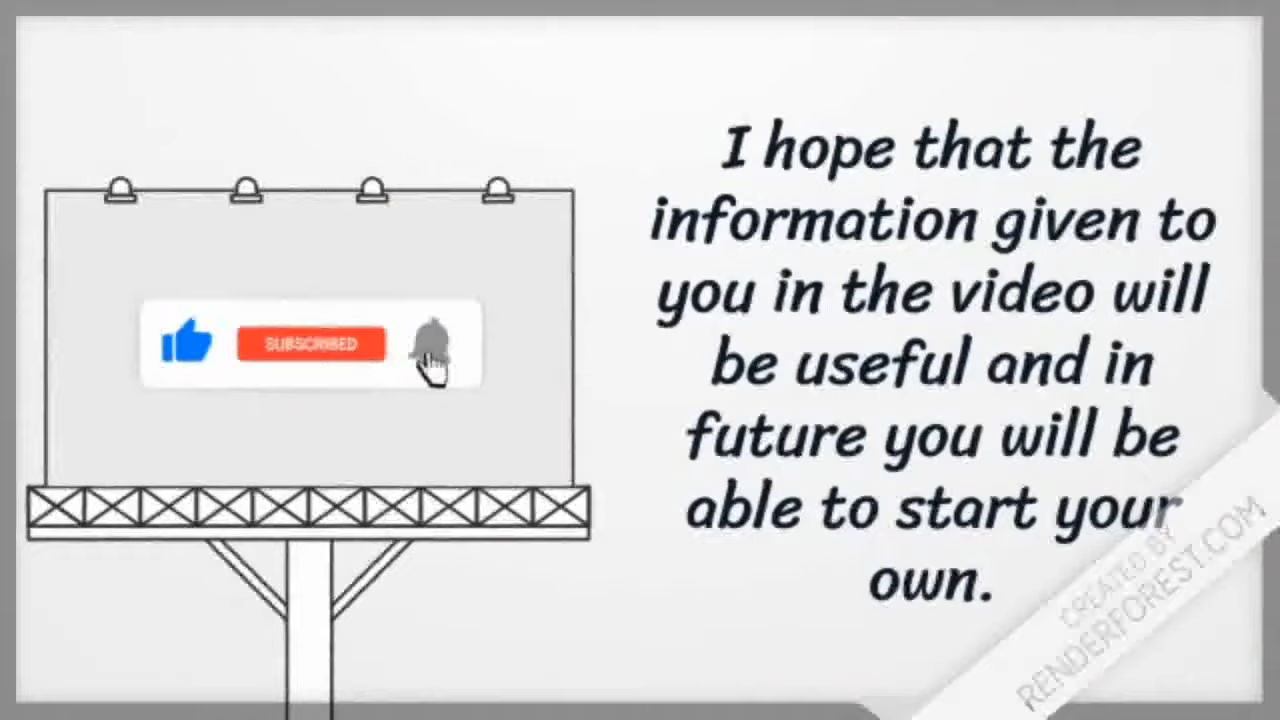 I hope that the
information given to
you in the video will
be useful and in
future you will be
able to start your
own.
SUBSCRIBED
CREATED BY
RENDERFOREST.COM